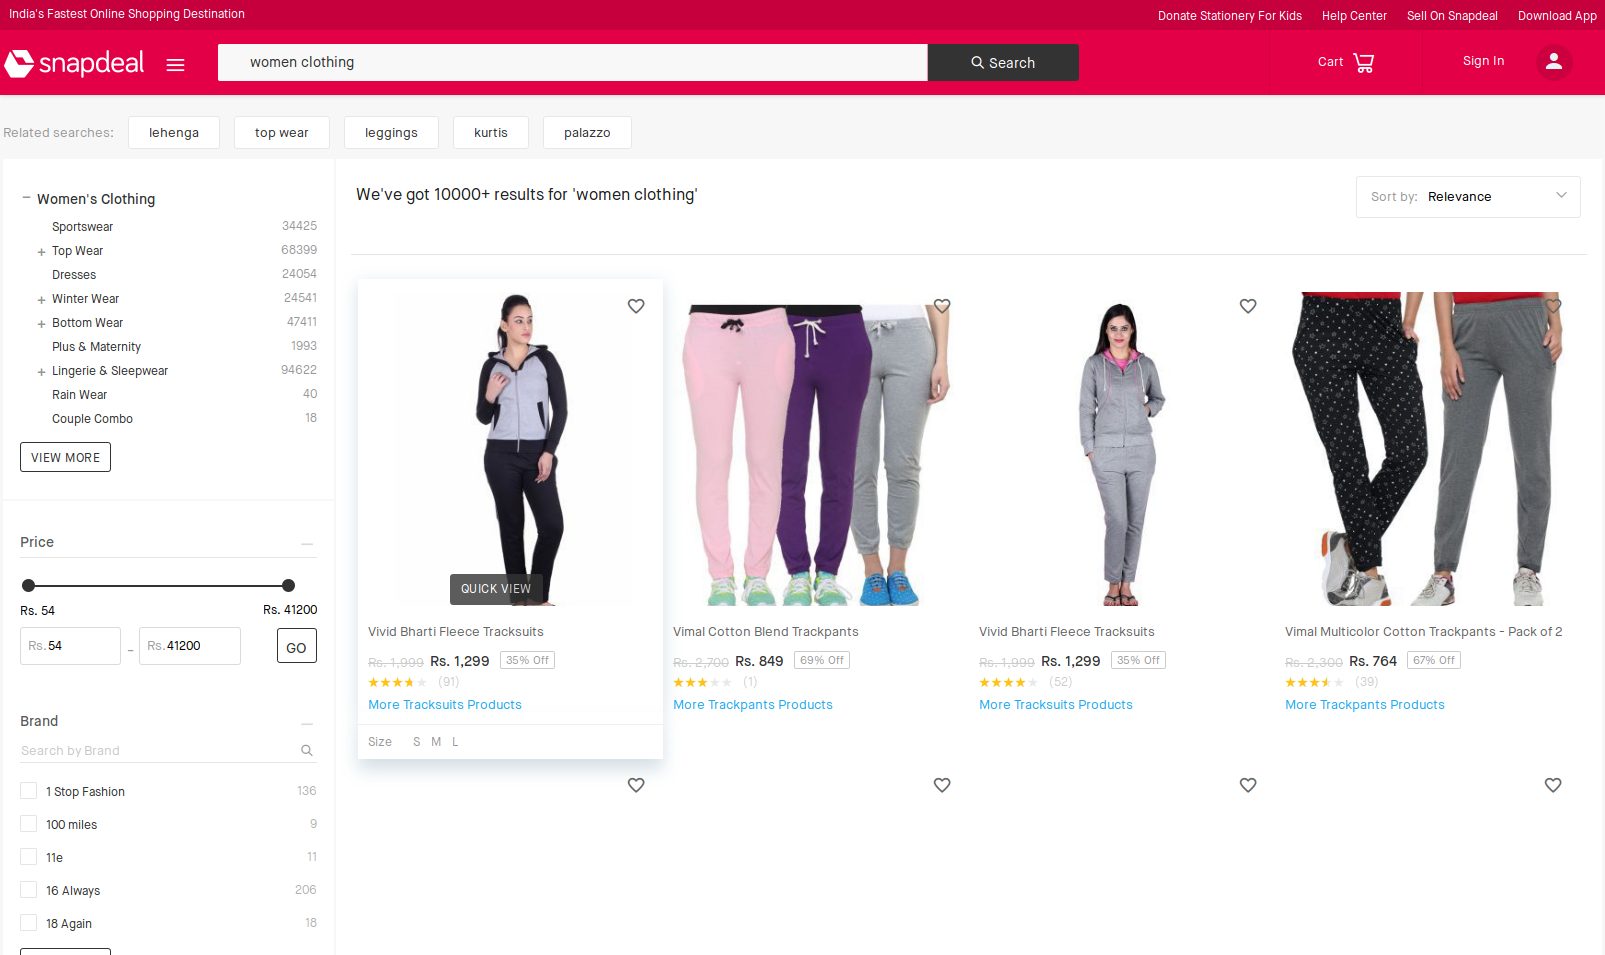 India's Fastest Online Shopping Destination
Donate Stationery For Kids Help Center Sell On Snapdeal Download App
snapdeal
women clothing
Search
Cart
Sign In
Related searches: lehenga top wear leggings kurtis palazzo
Women's Clothing
Sportswear 34425
+ Top Wear 68399
Dresses 24054
+ Winter Wear 24541
+ Bottom Wear 47411
Plus & Maternity 1993
+ Lingerie & Sleepwear 94622
Rain Wear 40
Couple Combo 18
VIEW MORE
Price
Rs. 54 Rs. 41200
Rs. 54 - Rs. 41200 GO
Brand
Search by Brand
1 Stop Fashion 136
100 miles 9
11e 11
16 Always 206
18 Again 18
We've got 10000+ results for 'women clothing'
Sort by: Relevance
QUICK VIEW
Vivid Bharti Fleece Tracksuits
Rs. 1,999 Rs. 1,299 35% Off
(91)
More Tracksuits Products
Size S M L
Vimal Cotton Blend Trackpants
Rs. 2,700 Rs. 849 69% Off
(1)
More Trackpants Products
Vivid Bharti Fleece Tracksuits
Rs. 1,999 Rs. 1,299 35% Off
(52)
More Tracksuits Products
Vimal Multicolor Cotton Trackpants - Pack of 2
Rs. 2,300 Rs. 764 67% Off
(39)
More Trackpants Products